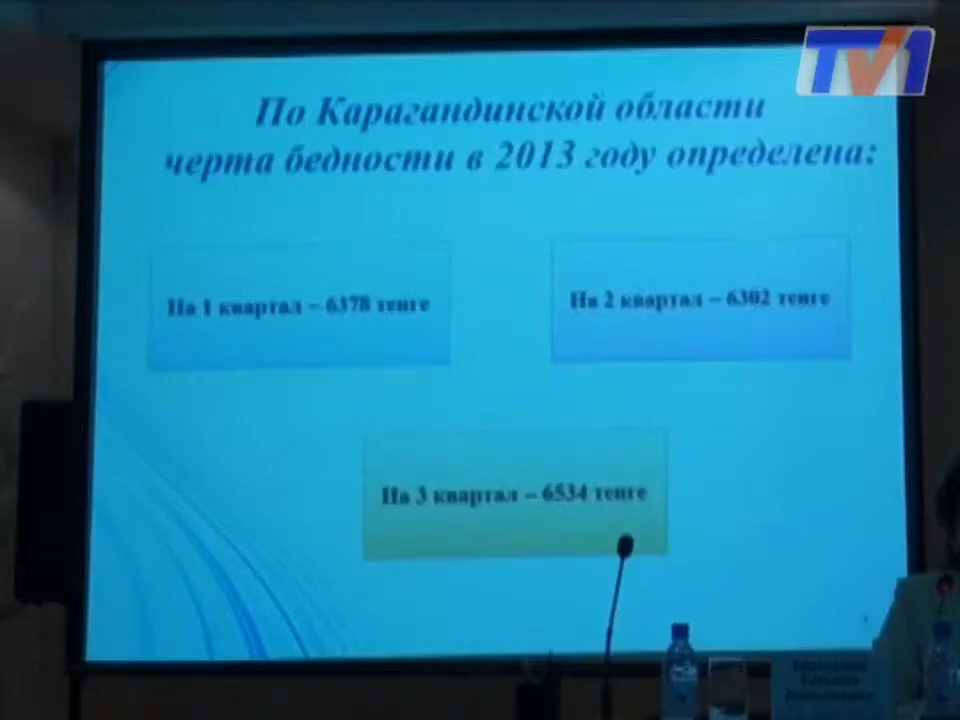 TV1
По Карагандинской области
черта бедности в 2013 году определена:
На 1 квартал – 6378 тенге
На 2 квартал – 6302 тенге
На 3 квартал – 6534 тенге
Татьяна